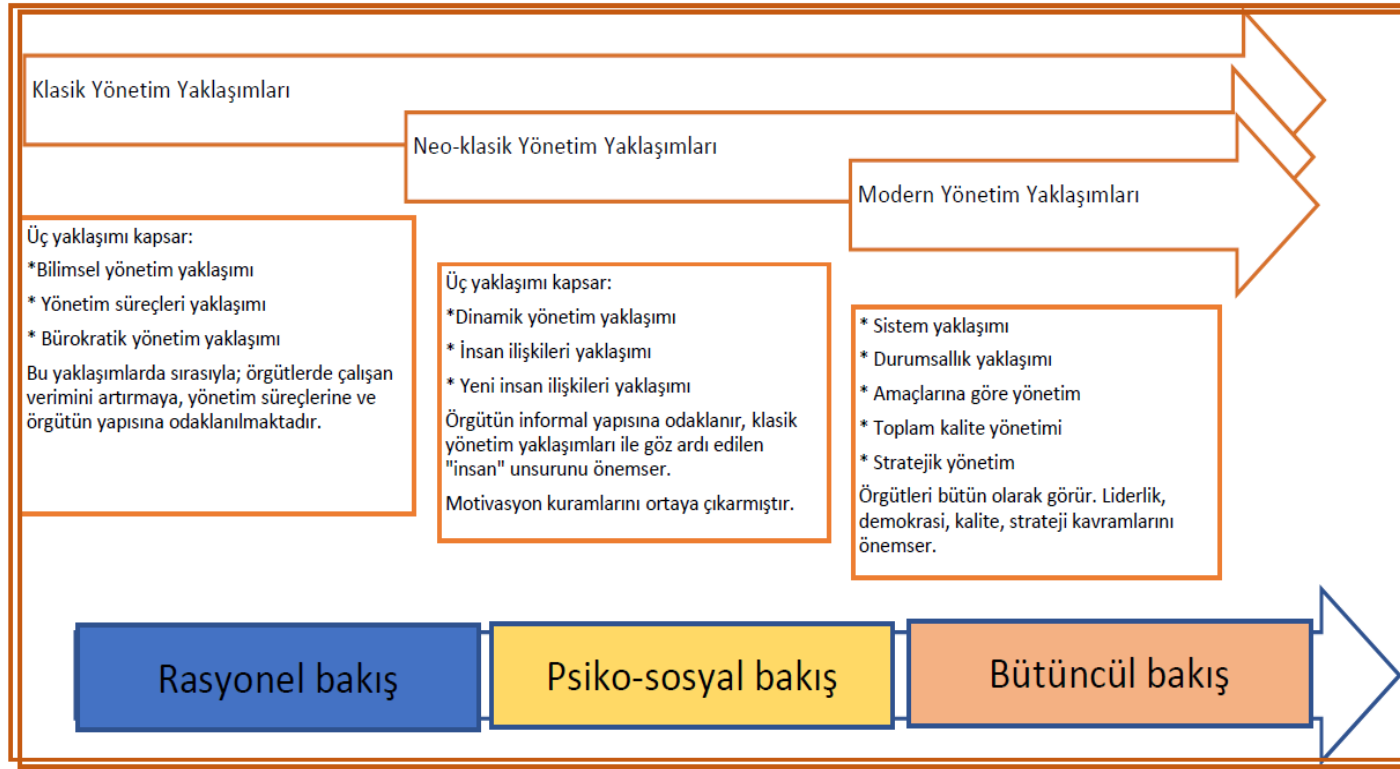 Klasik Yönetim Yaklaşımları
Neo-klasik Yönetim Yaklaşımları
Modern Yönetim Yaklaşımları
Üç yaklaşımı kapsar:
*Bilimsel yönetim yaklaşımı
* Yönetim süreçleri yaklaşımı
* Bürokratik yönetim yaklaşımı
Bu yaklaşımlarda sırasıyla; örgütlerde çalışan
verimini artırmaya, yönetim süreçlerine ve
örgütün yapısına odaklanılmaktadır.
Üç yaklaşımı kapsar:
*Dinamik yönetim yaklaşımı
* İnsan ilişkileri yaklaşımı
* Yeni insan ilişkileri yaklaşımı
Örgütün informal yapısına odaklanır, klasik
yönetim yaklaşımları ile göz ardı edilen
"insan" unsurunu önemser.
Motivasyon kuramlarını ortaya çıkarmıştır.
* Sistem yaklaşımı
* Durumsallık yaklaşımı
* Amaçlarına göre yönetim
* Toplam kalite yönetimi
* Stratejik yönetim
Örgütleri bütün olarak görür. Liderlik,
demokrasi, kalite, strateji kavramlarını
önemser.
Rasyonel bakış
Psiko-sosyal bakış
Bütüncül bakış